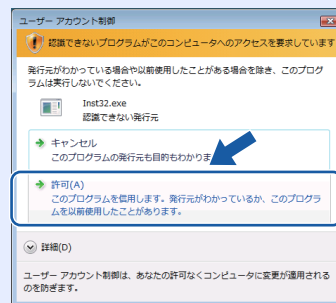 ユーザー アカウント制御
認識できないプログラムがこのコンピュータへのアクセスを要求しています
発行元がわかっている場合や以前使用したことがある場合を除き、このプログ
ラムは実行しないでください。
Inst32.exe
認識できない発行元
キャンセル
このプログラムの発行元も目的もわかりま
許可(A)
このプログラムを信用します。発行元がわかっているか、このプログラ
ムを以前使用したことがあります。
詳細(D)
ユーザー アカウント制御は、あなたの許可なくコンピュータに変更が適用される
のを防ぎます。